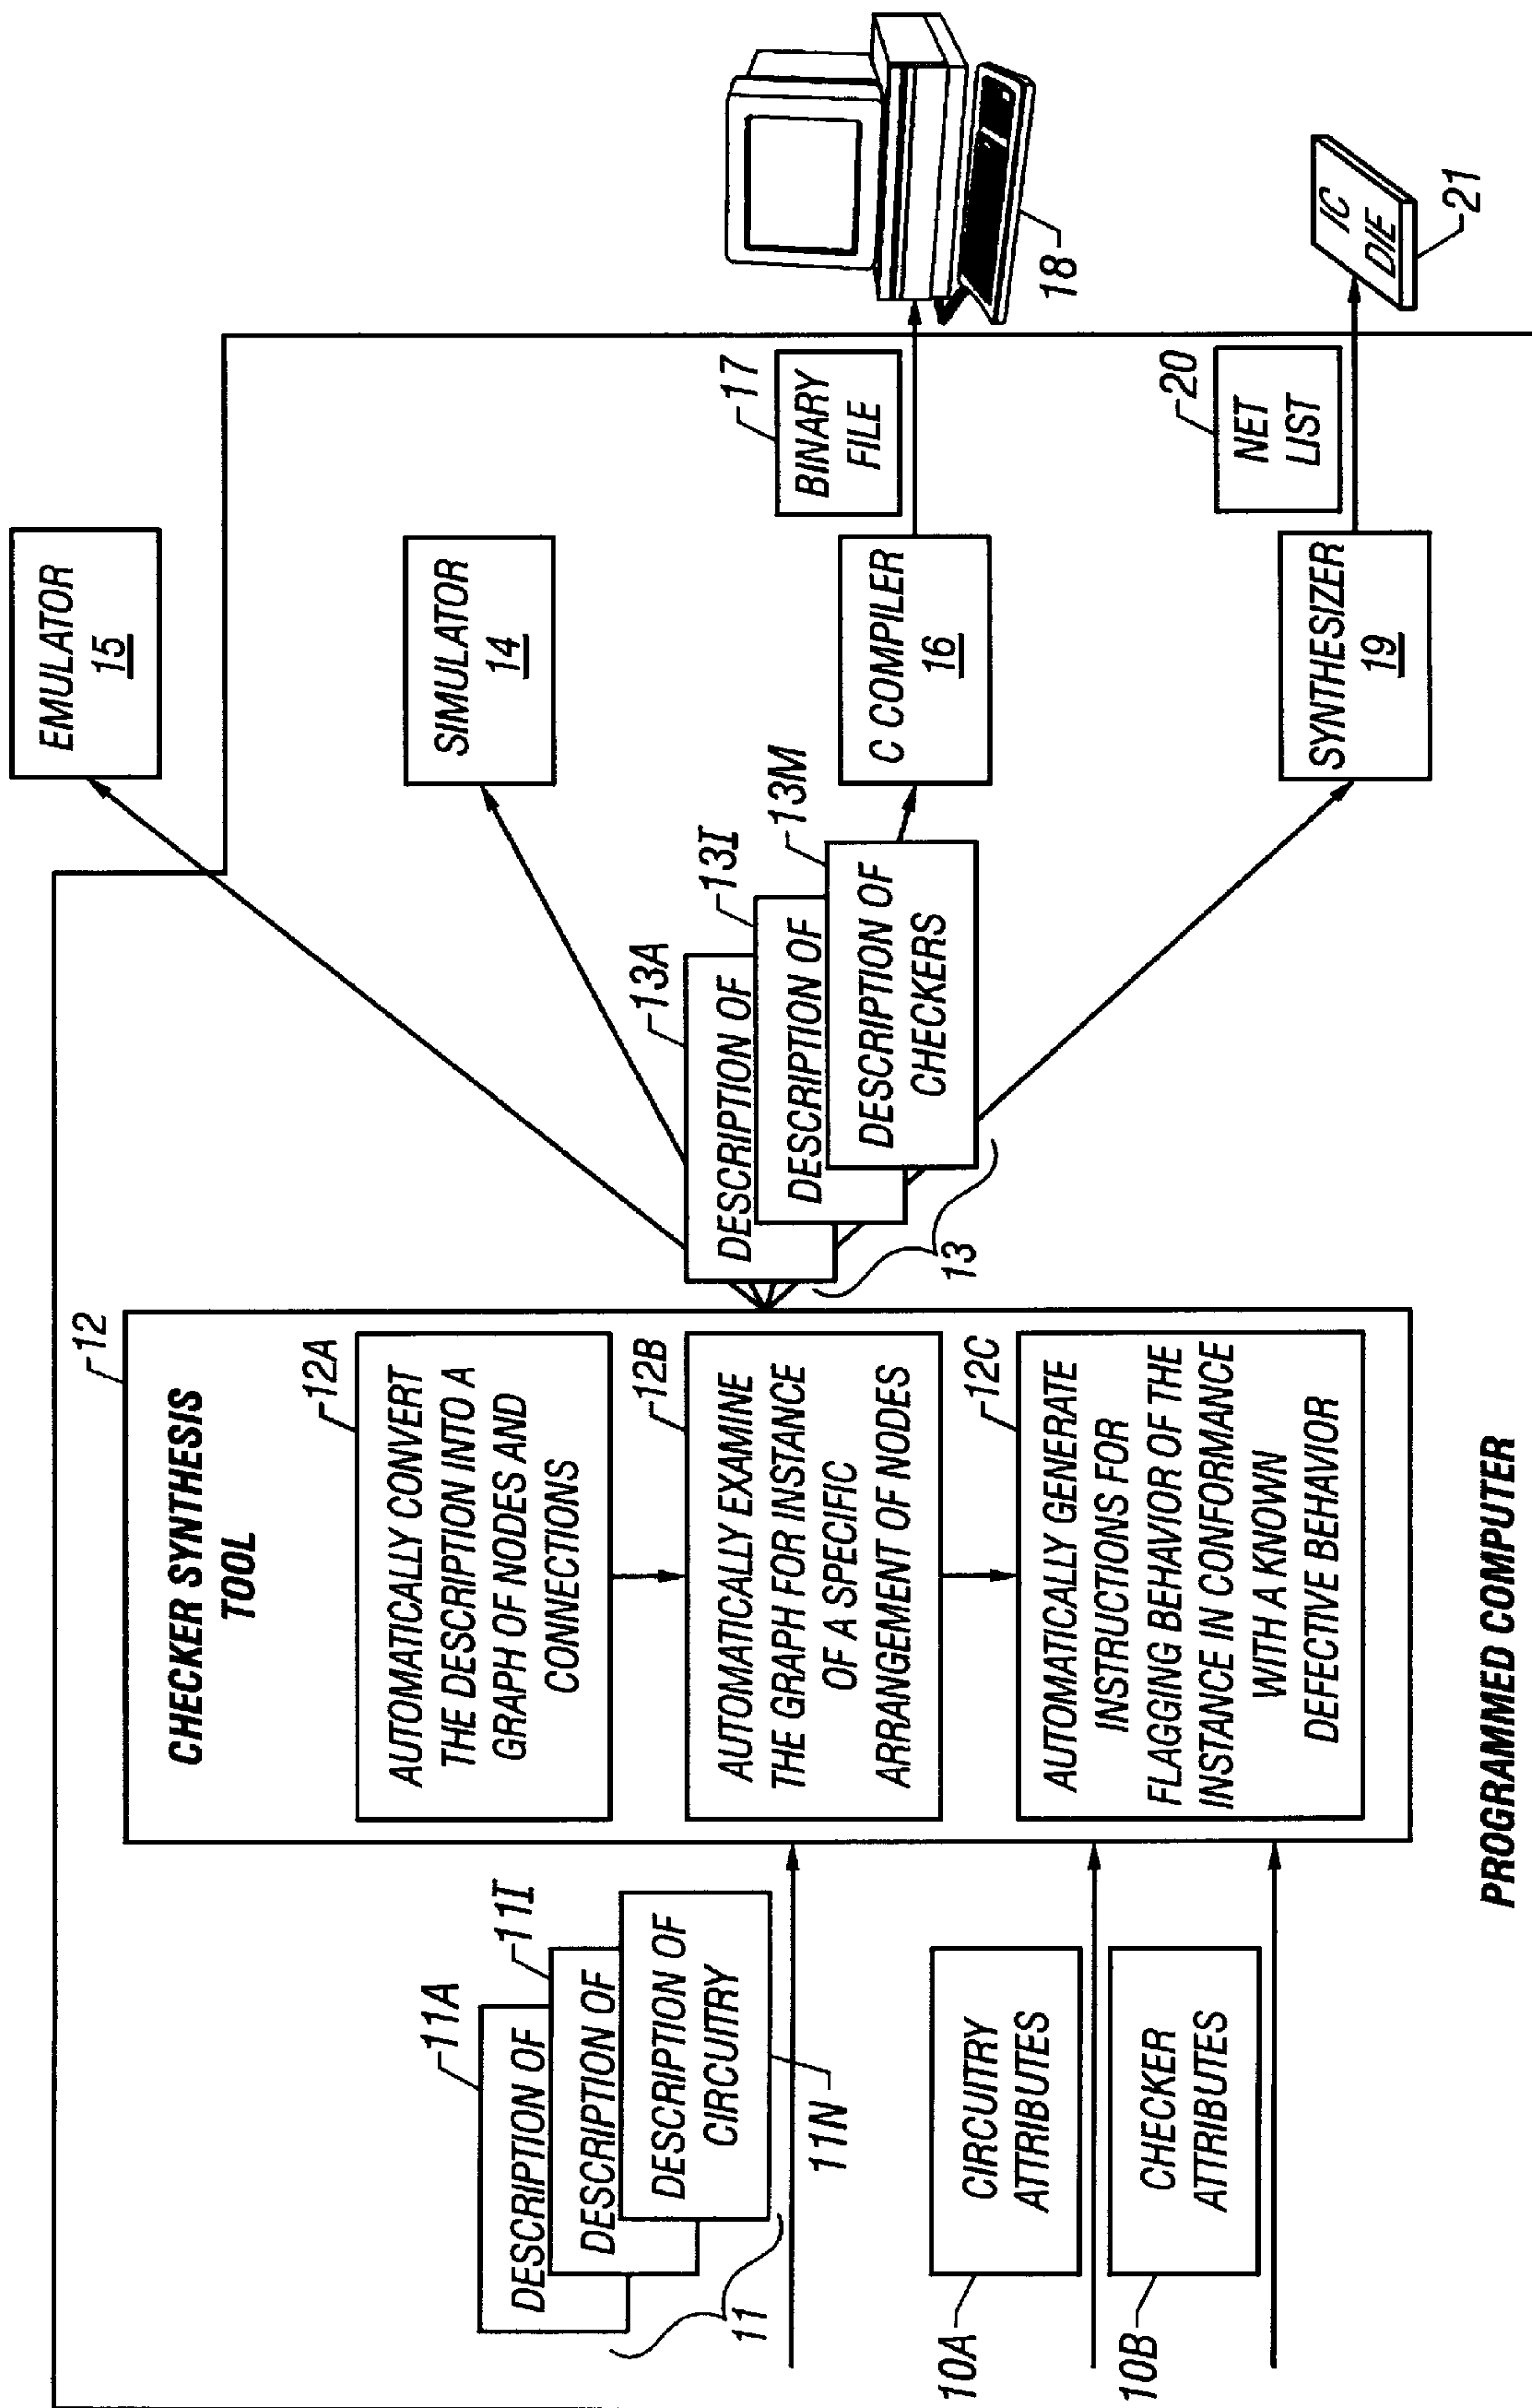 11A
DESCRIPTION OF
11I
DESCRIPTION OF
DESCRIPTION OF
CIRCUITRY
11N
11
10A
CIRCUITRY
ATTRIBUTES
10B
CHECKER
ATTRIBUTES
12
CHECKER SYNTHESIS
TOOL
12A
AUTOMATICALLY CONVERT
THE DESCRIPTION INTO A
GRAPH OF NODES AND
CONNECTIONS
12B
AUTOMATICALLY EXAMINE
THE GRAPH FOR INSTANCE
OF A SPECIFIC
ARRANGEMENT OF NODES
12C
AUTOMATICALLY GENERATE
INSTRUCTIONS FOR
FLAGGING BEHAVIOR OF THE
INSTANCE IN CONFORMANCE
WITH A KNOWN
DEFECTIVE BEHAVIOR
13A
DESCRIPTION OF
13I
DESCRIPTION OF
13M
DESCRIPTION OF
CHECKERS
13
EMULATOR
15
SIMULATOR
14
C COMPILER
16
17
BINARY
FILE
18
SYNTHESIZER
19
20
NET
LIST
IC
DIE
21
PROGRAMMED COMPUTER